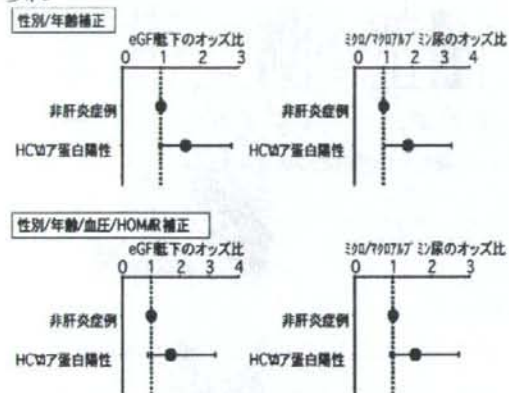 性別/年齢補正
eGF低下のオッズ比
ミクロ/マクロアルブミン尿のオッズ比
0 1 2 3
0 1 2 3 4
非肝炎症例
非肝炎症例
HCVコア蛋白陽性
HCVコア蛋白陽性
性別/年齢/血圧/HOMAR補正
eGF低下のオッズ比
ミクロ/マクロアルブミン尿のオッズ比
0 1 2 3 4
0 1 2 3
非肝炎症例
非肝炎症例
HCVコア蛋白陽性
HCVコア蛋白陽性